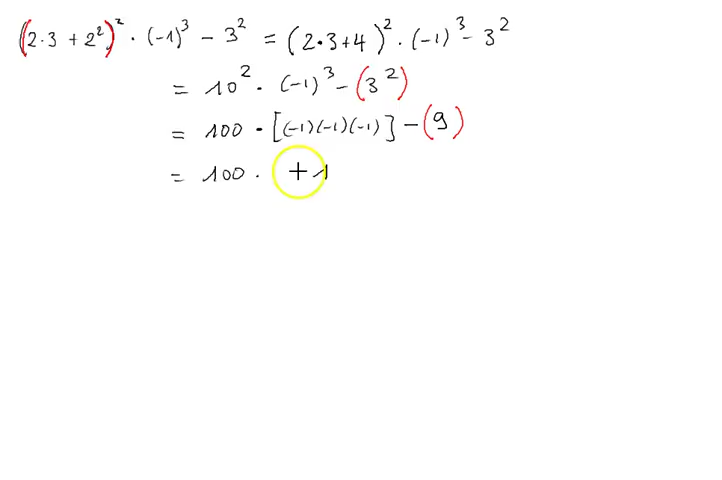 (2·3 + 2²)² · (-1)³ - 3² = (2·3+4)² · (-1)³ - 3²
= 10² · (-1)³ - (3²)
= 100 · [(-1)(-1)(-1)] - (9)
= 100 · + 1